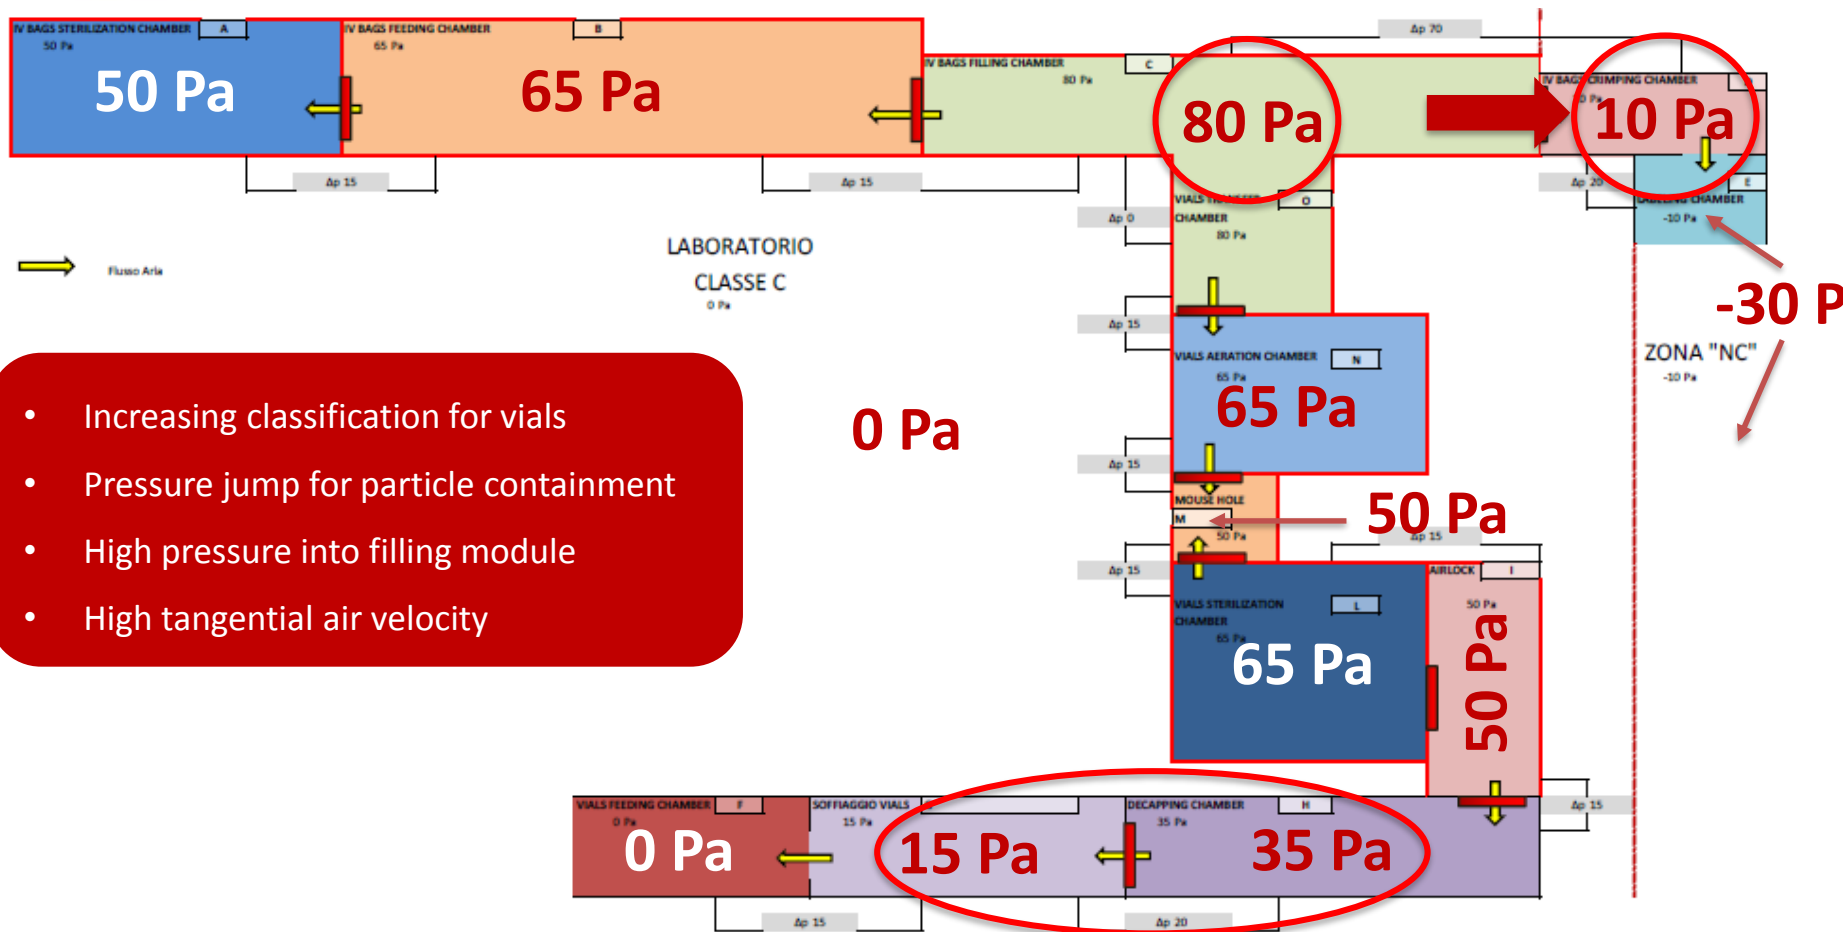 IV BAGS STERILIZATION CHAMBER A
50 Pa
50 Pa
IV BAGS FEEDING CHAMBER B
65 Pa
65 Pa
IV BAGS FILLING CHAMBER C
80 Pa
80 Pa
Δp 70
IV BAGS CRIMPING CHAMBER
10 Pa
Δp 15
Δp 15
Δp 20
E
LABELING CHAMBER
-10 Pa
VIALS TRANSFER O
CHAMBER
80 Pa
Δp 0
Flusso Aria
LABORATORIO
CLASSE C
0 Pa
-30 P
ZONA "NC"
-10 Pa
Δp 15
VIALS AERATION CHAMBER N
65 Pa
65 Pa
• Increasing classification for vials
• Pressure jump for particle containment
• High pressure into filling module
• High tangential air velocity
0 Pa
Δp 15
MOUSE HOLE
M
50 Pa
50 Pa
Δp 15
Δp 15
AIRLOCK I
50 Pa
50 Pa
VIALS STERILIZATION L
CHAMBER
65 Pa
65 Pa
VIALS FEEDING CHAMBER F
0 Pa
0 Pa
SOFFIAGGIO VIALS
15 Pa
15 Pa
DECAPPING CHAMBER H
35 Pa
35 Pa
Δp 15
Δp 15
Δp 20